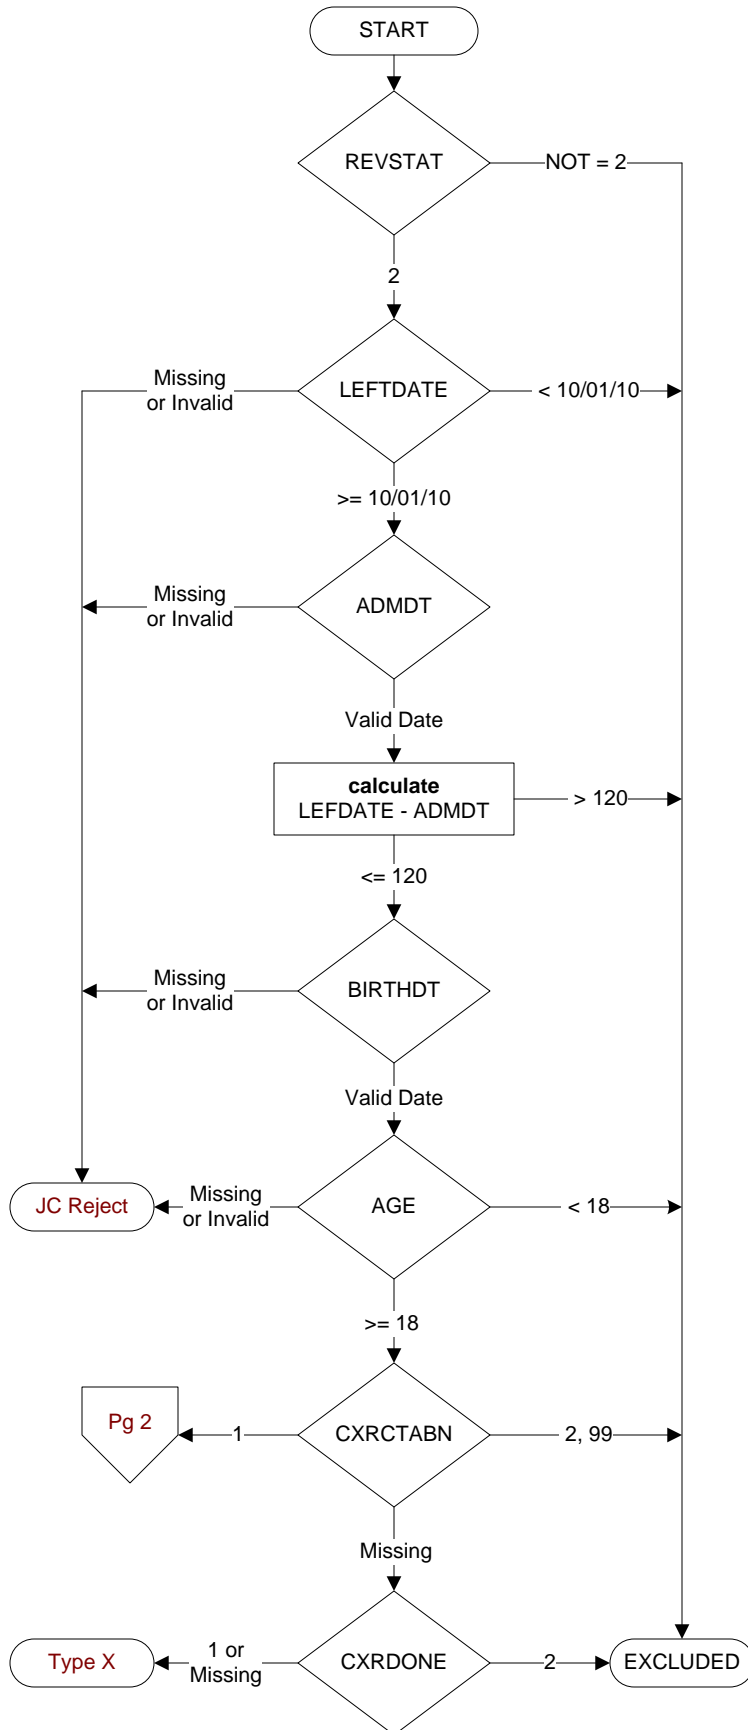 START
REVSTAT
NOT = 2
2
Missing
or Invalid
LEFTDATE
< 10/01/10
>= 10/01/10
Missing
or Invalid
ADMDT
Valid Date
calculate
LEFDATE - ADMDT
> 120
<= 120
Missing
or Invalid
BIRTHDT
Valid Date
JC Reject
Missing
or Invalid
AGE
< 18
>= 18
Pg 2
1
CXRCTABN
2, 99
Missing
Type X
1 or
Missing
CXRDONE
2
EXCLUDED